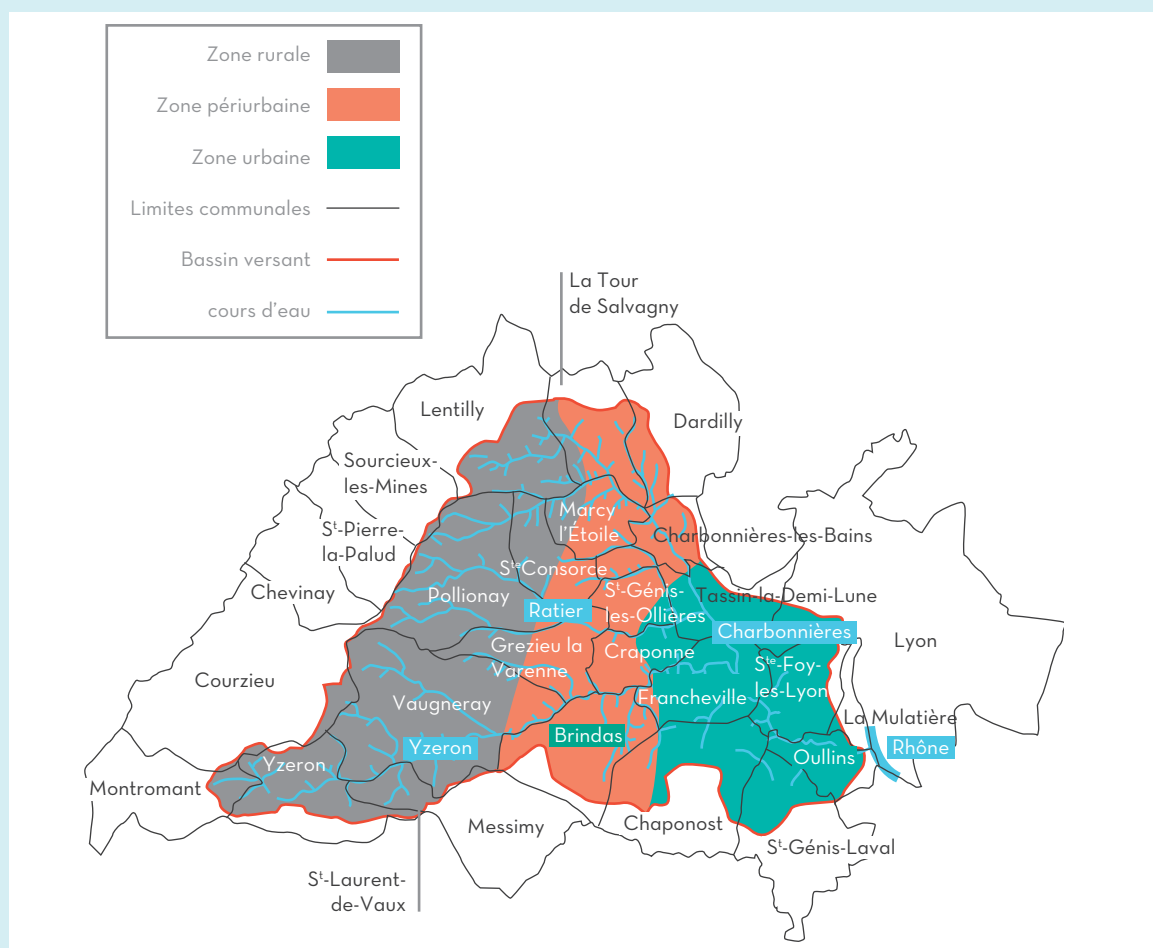 Zone rurale
Zone périurbaine
Zone urbaine
Limites communales
Bassin versant
cours d'eau
La Tour
de Salvagny
Lentilly
Dardilly
Sourcieux-
les-Mines
Marcy
l'Étoile
St-Pierre-
la-Palud
Charbonnières-les-Bains
Ste Consorce
Chevinay
Pollionay
St-Génis-
les-Ollières
Tassin-la-Demi-Lune
Ratier
Charbonnières
Lyon
Grezieu la
Varenne
Craponne
Ste-Foy-
les-Lyon
Courzieu
Vaugneray
Francheville
La Mulatière
Brindas
Yzeron
Rhône
Yzeron
Oullins
Montromant
Messimy
Chaponost
St-Génis-Laval
St-Laurent-
de-Vaux